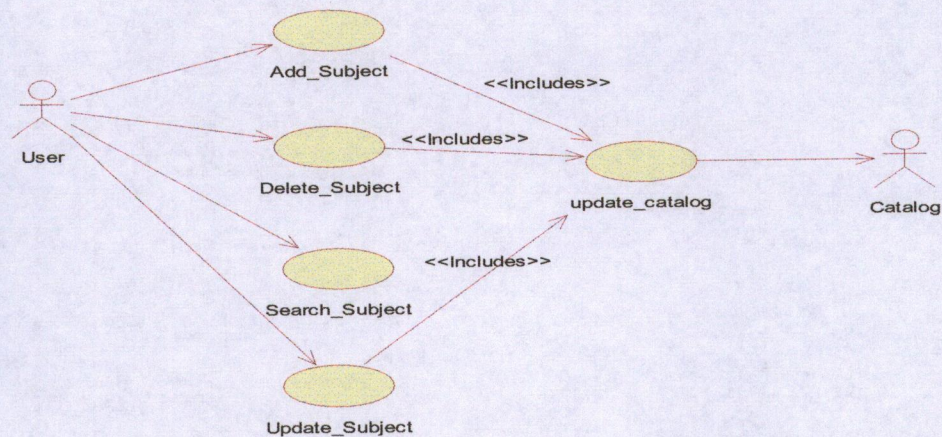 Add_Subject
<<Includes>>
User
<<Includes>>
Delete_Subject
update_catalog
Catalog
<<Includes>>
Search_Subject
Update_Subject